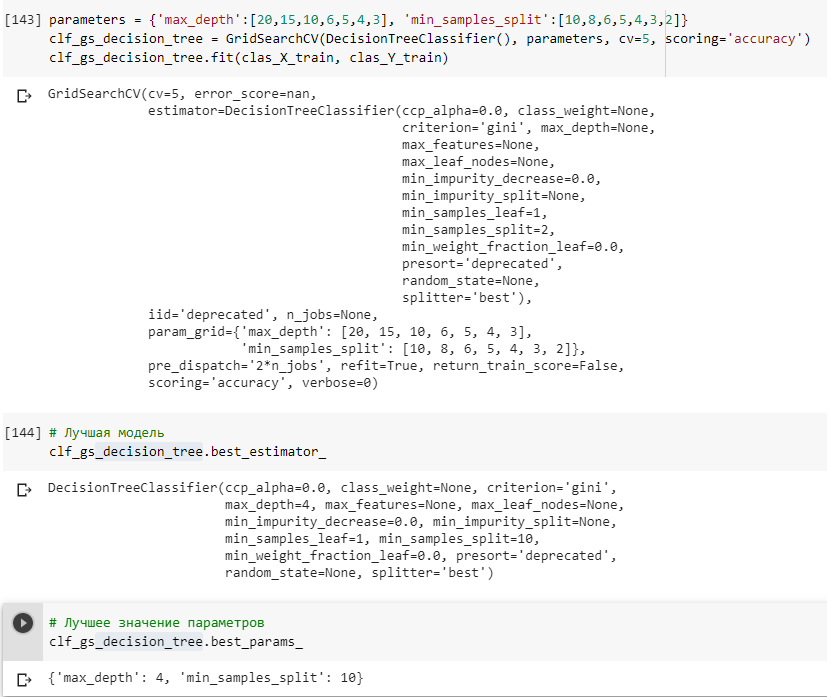 [143] parameters = {'max_depth':[20,15,10,6,5,4,3], 'min_samples_split':[10,8,6,5,4,3,2]}
clf_gs_decision_tree = GridSearchCV(DecisionTreeClassifier(), parameters, cv=5, scoring='accuracy')
clf_gs_decision_tree.fit(clas_X_train, clas_Y_train)
GridSearchCV(cv=5, error_score=nan,
estimator=DecisionTreeClassifier(ccp_alpha=0.0, class_weight=None,
criterion='gini', max_depth=None,
max_features=None,
max_leaf_nodes=None,
min_impurity_decrease=0.0,
min_impurity_split=None,
min_samples_leaf=1,
min_samples_split=2,
min_weight_fraction_leaf=0.0,
presort='deprecated',
random_state=None,
splitter='best'),
iid='deprecated', n_jobs=None,
param_grid={'max_depth': [20, 15, 10, 6, 5, 4, 3],
'min_samples_split': [10, 8, 6, 5, 4, 3, 2]},
pre_dispatch='2*n_jobs', refit=True, return_train_score=False,
scoring='accuracy', verbose=0)
[144] # Лучшая модель
clf_gs_decision_tree.best_estimator_
DecisionTreeClassifier(ccp_alpha=0.0, class_weight=None, criterion='gini',
max_depth=4, max_features=None, max_leaf_nodes=None,
min_impurity_decrease=0.0, min_impurity_split=None,
min_samples_leaf=1, min_samples_split=10,
min_weight_fraction_leaf=0.0, presort='deprecated',
random_state=None, splitter='best')
# Лучшее значение параметров
clf_gs_decision_tree.best_params_
{'max_depth': 4, 'min_samples_split': 10}